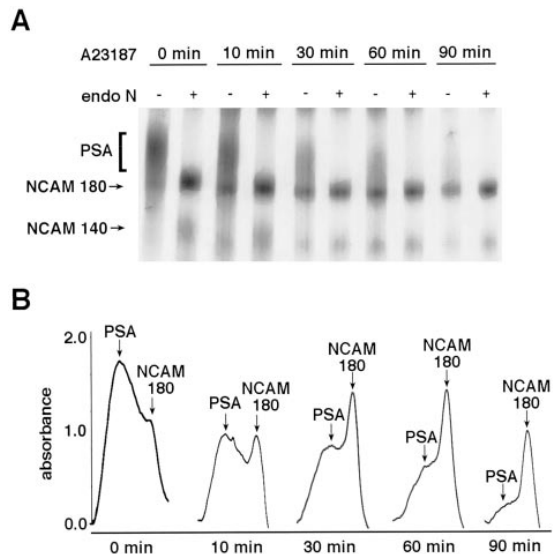 A
A23187 0 min 10 min 30 min 60 min 90 min
endo N - + - + - + - + - +
PSA
NCAM 180
NCAM 140
B
2.0
1.0
0.0
absorbance
PSA
NCAM
180
PSA
NCAM
180
PSA
NCAM
180
PSA
NCAM
180
PSA
NCAM
180
0 min 10 min 30 min 60 min 90 min